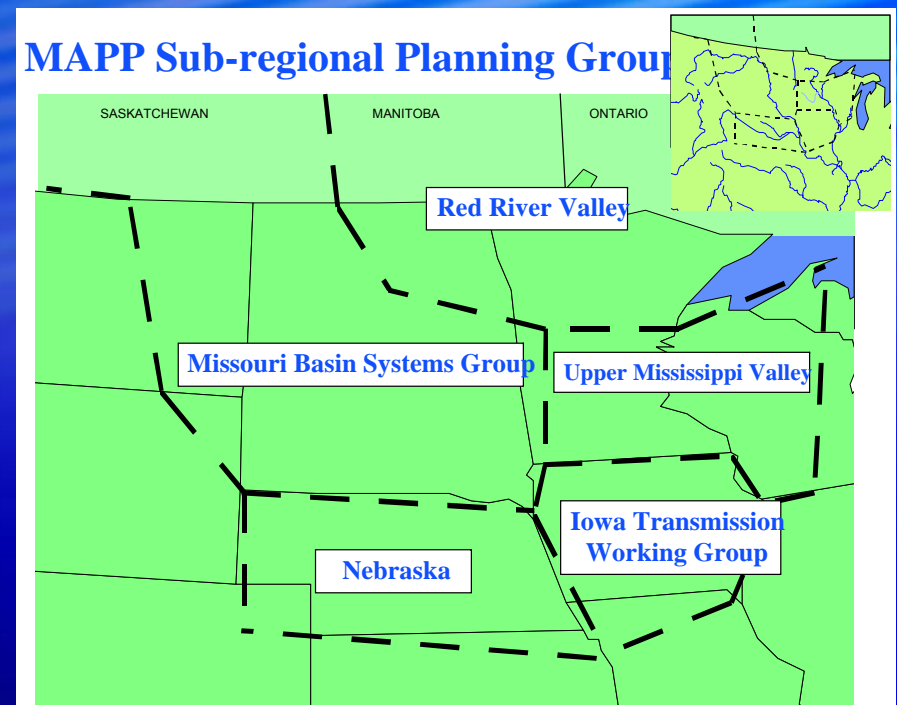 MAPP Sub-regional Planning Group
SASKATCHEWAN
MANITOBA
ONTARIO
Red River Valley
Missouri Basin Systems Group
Upper Mississippi Valley
Iowa Transmission
Working Group
Nebraska